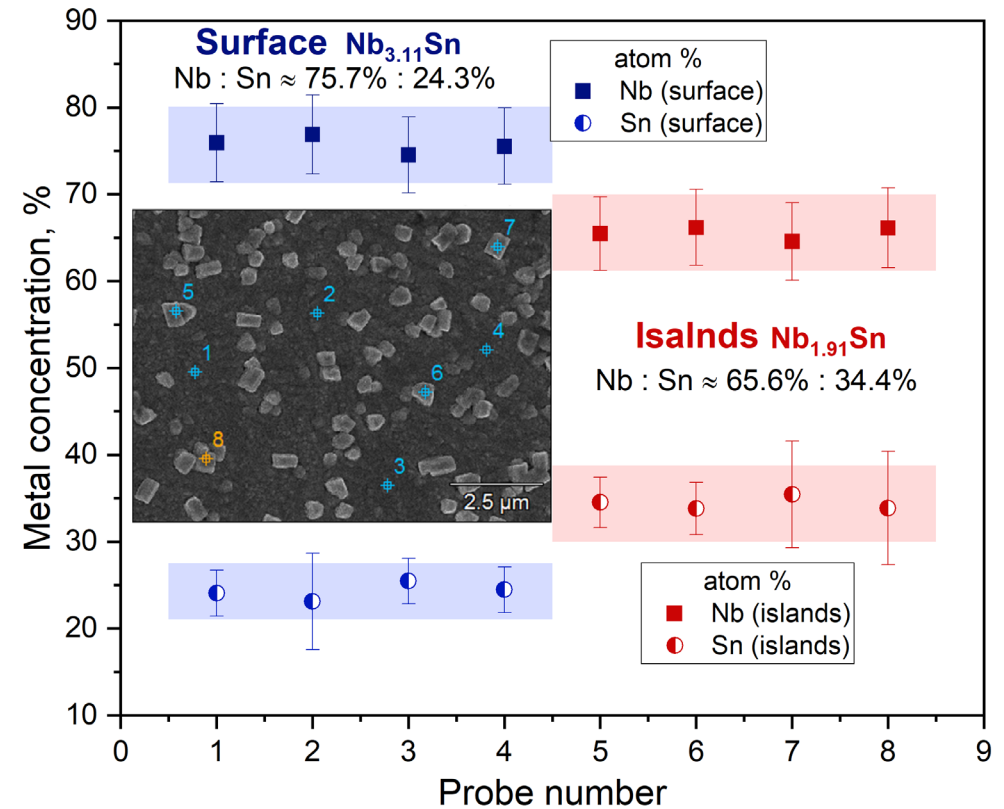 Surface Nb3.11Sn
Nb : Sn ≈ 75.7% : 24.3%
atom %
Nb (surface)
Sn (surface)
Isalnds Nb1.91Sn
Nb : Sn ≈ 65.6% : 34.4%
atom %
Nb (islands)
Sn (islands)
7
5
2
4
1
6
8
3
2.5 µm
Metal concentration, %
90
80
70
60
50
40
30
20
10
0 1 2 3 4 5 6 7 8 9
Probe number